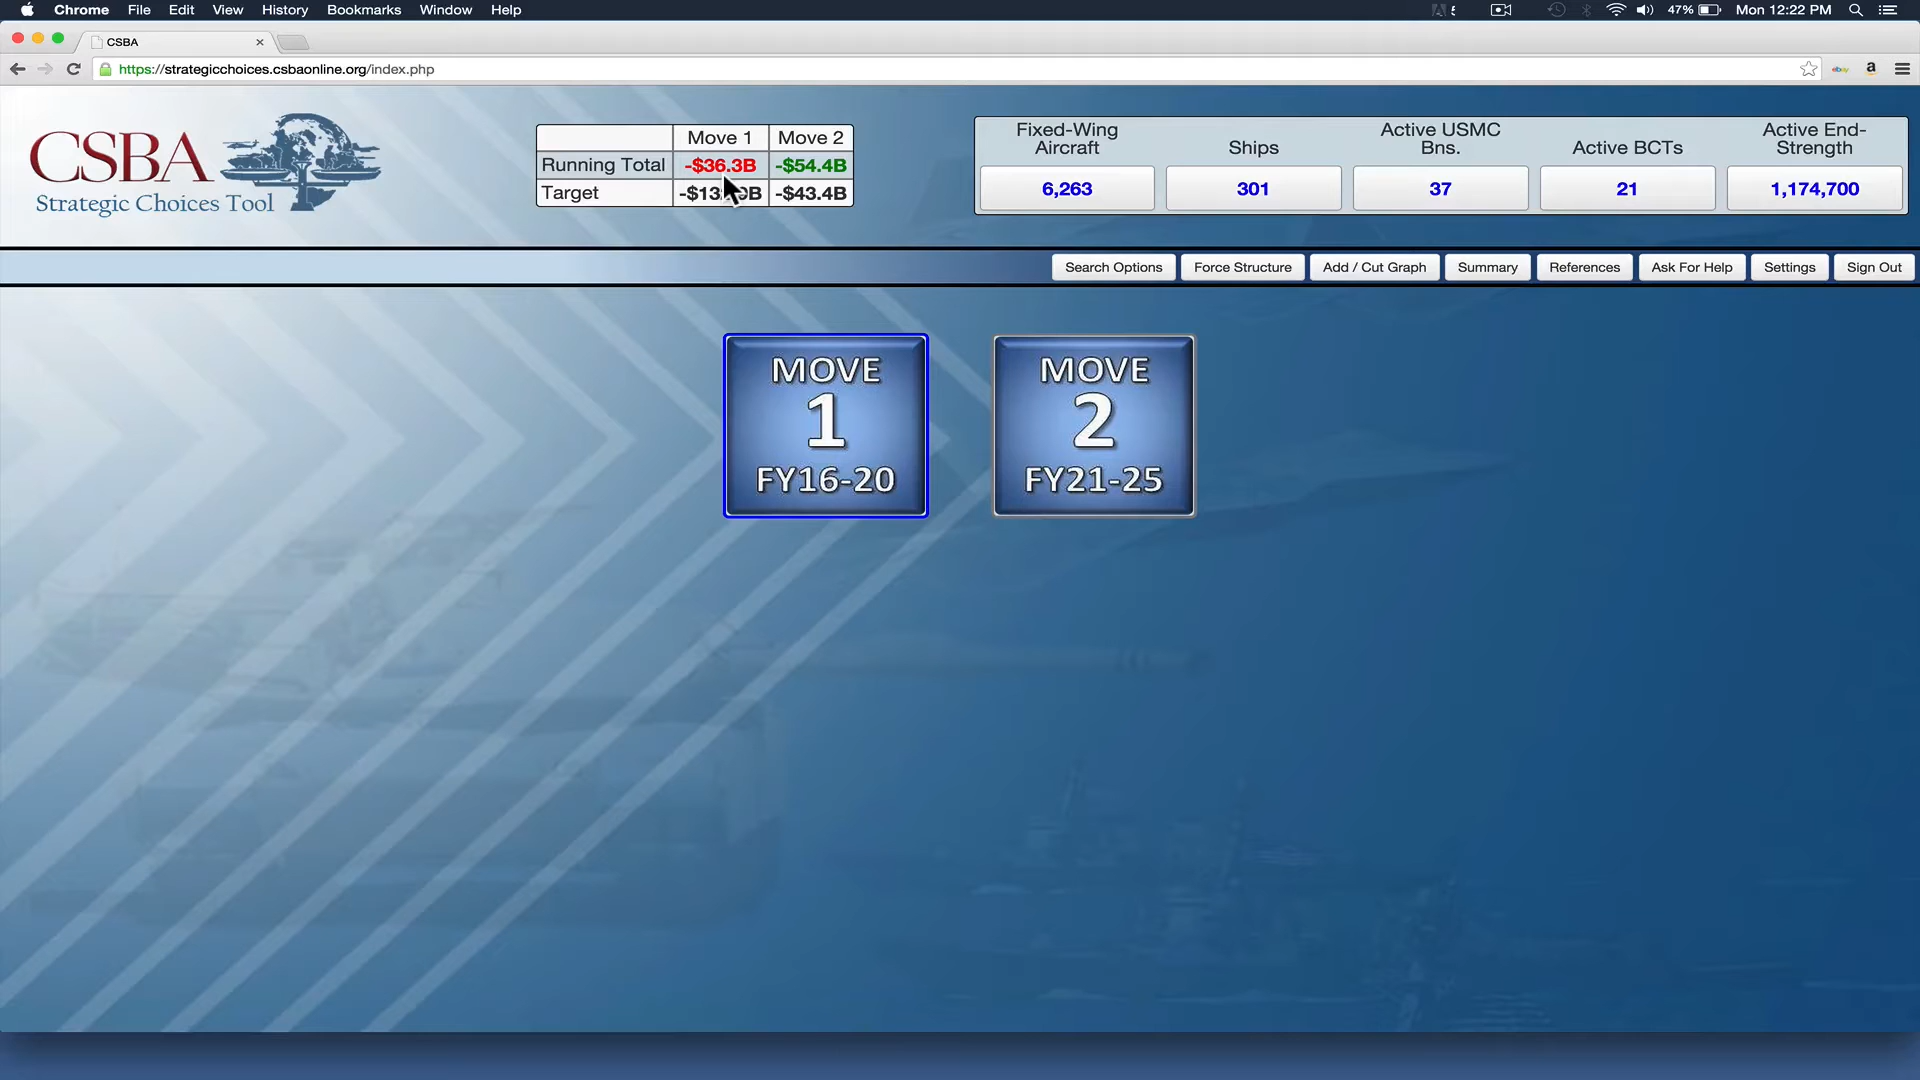 Chrome File Edit View History Bookmarks Window Help 47% Mon 12:22 PM
CSBA
https://strategicchoices.csbaonline.org/index.php
ebay a
CSBA
Strategic Choices Tool
Move 1 Move 2
Running Total -$36.3B -$54.4B
Target -$43.4B
Fixed-Wing Aircraft
6,263
Ships
301
Active USMC Bns.
37
Active BCTs
21
Active End-Strength
1,174,700
Search Options Force Structure Add / Cut Graph Summary References Ask For Help Settings Sign Out
MOVE
1
FY16-20
MOVE
2
FY21-25